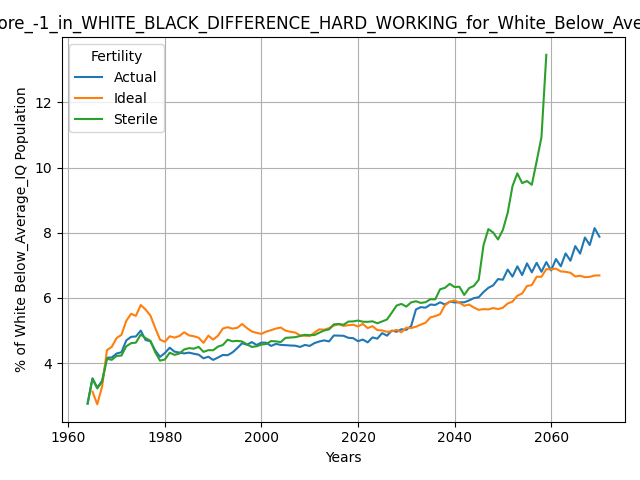 ore_-1_in_WHITE_BLACK_DIFFERENCE_HARD_WORKING_for_White_Below_Ave
Fertility
Actual
Ideal
Sterile
% of White Below_Average_IQ Population
12
10
8
6
4
1960 1980 2000 2020 2040 2060
Years